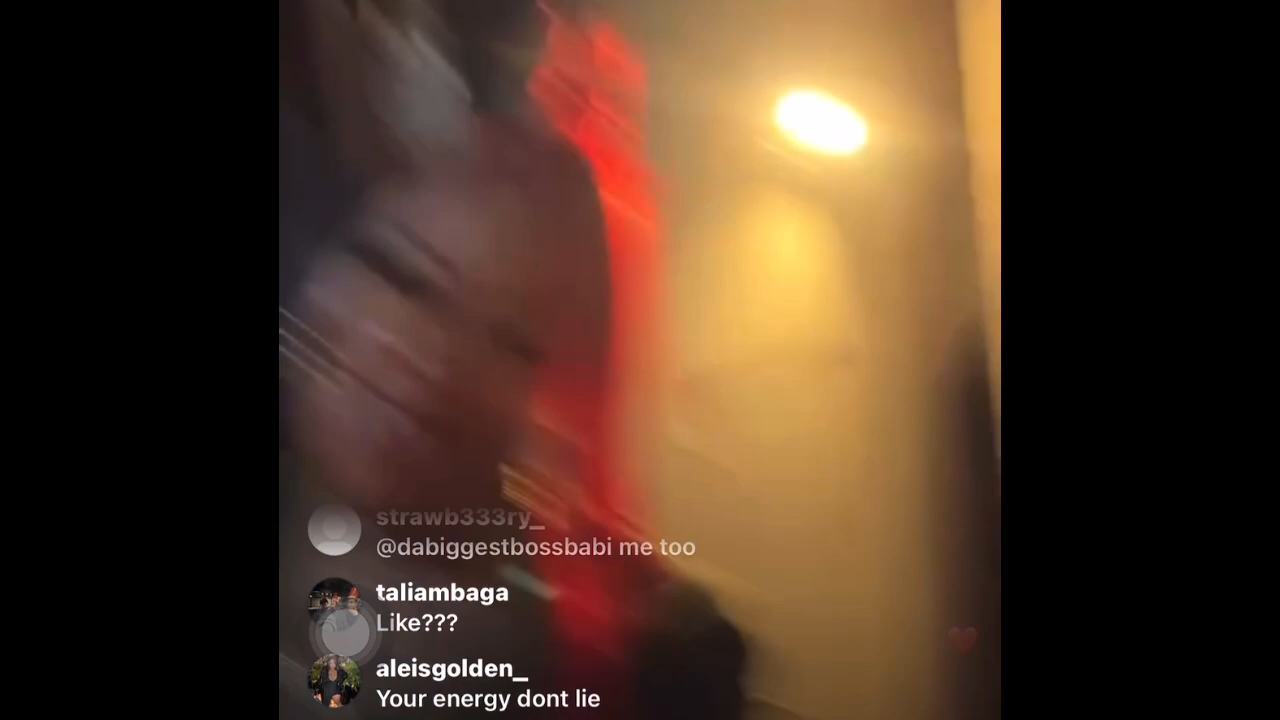 strawb333ry_
@dabiggestbossbabi me too
taliambaga
Like???
aleisgolden_
Your energy dont lie